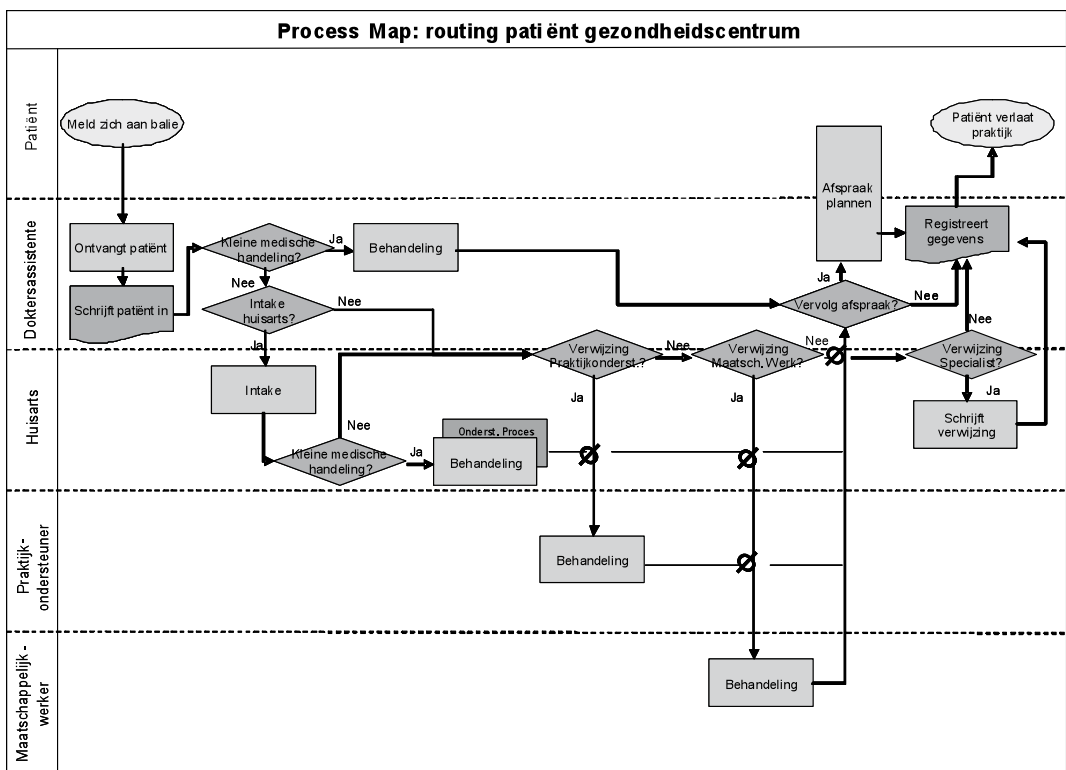 Process Map: routing patiënt gezondheidscentrum
Patiënt
Meld zich aan balie
Patiënt verlaat
praktijk
Afspraak
plannen
Doktersassistente
Ontvangt patiënt
Schrijft patiënt in
Kleine medische
handeling?
Ja
Behandeling
Nee
Intake
huisarts?
Nee
Ja
Registreert
gegevens
Ja
Vervolg afspraak?
Nee
Nee
Huisarts
Intake
Nee
Kleine medische
handeling?
Ja
Onderst. Proces
Behandeling
Verwijzing
Praktijkonderst.?
Nee
Ja
Verwijzing
Maatsch. Werk?
Nee
Ja
Verwijzing
Specialist?
Ja
Schrijft
verwijzing
Praktijk-
ondersteuner
Behandeling
Maatschappelijk-
werker
Behandeling